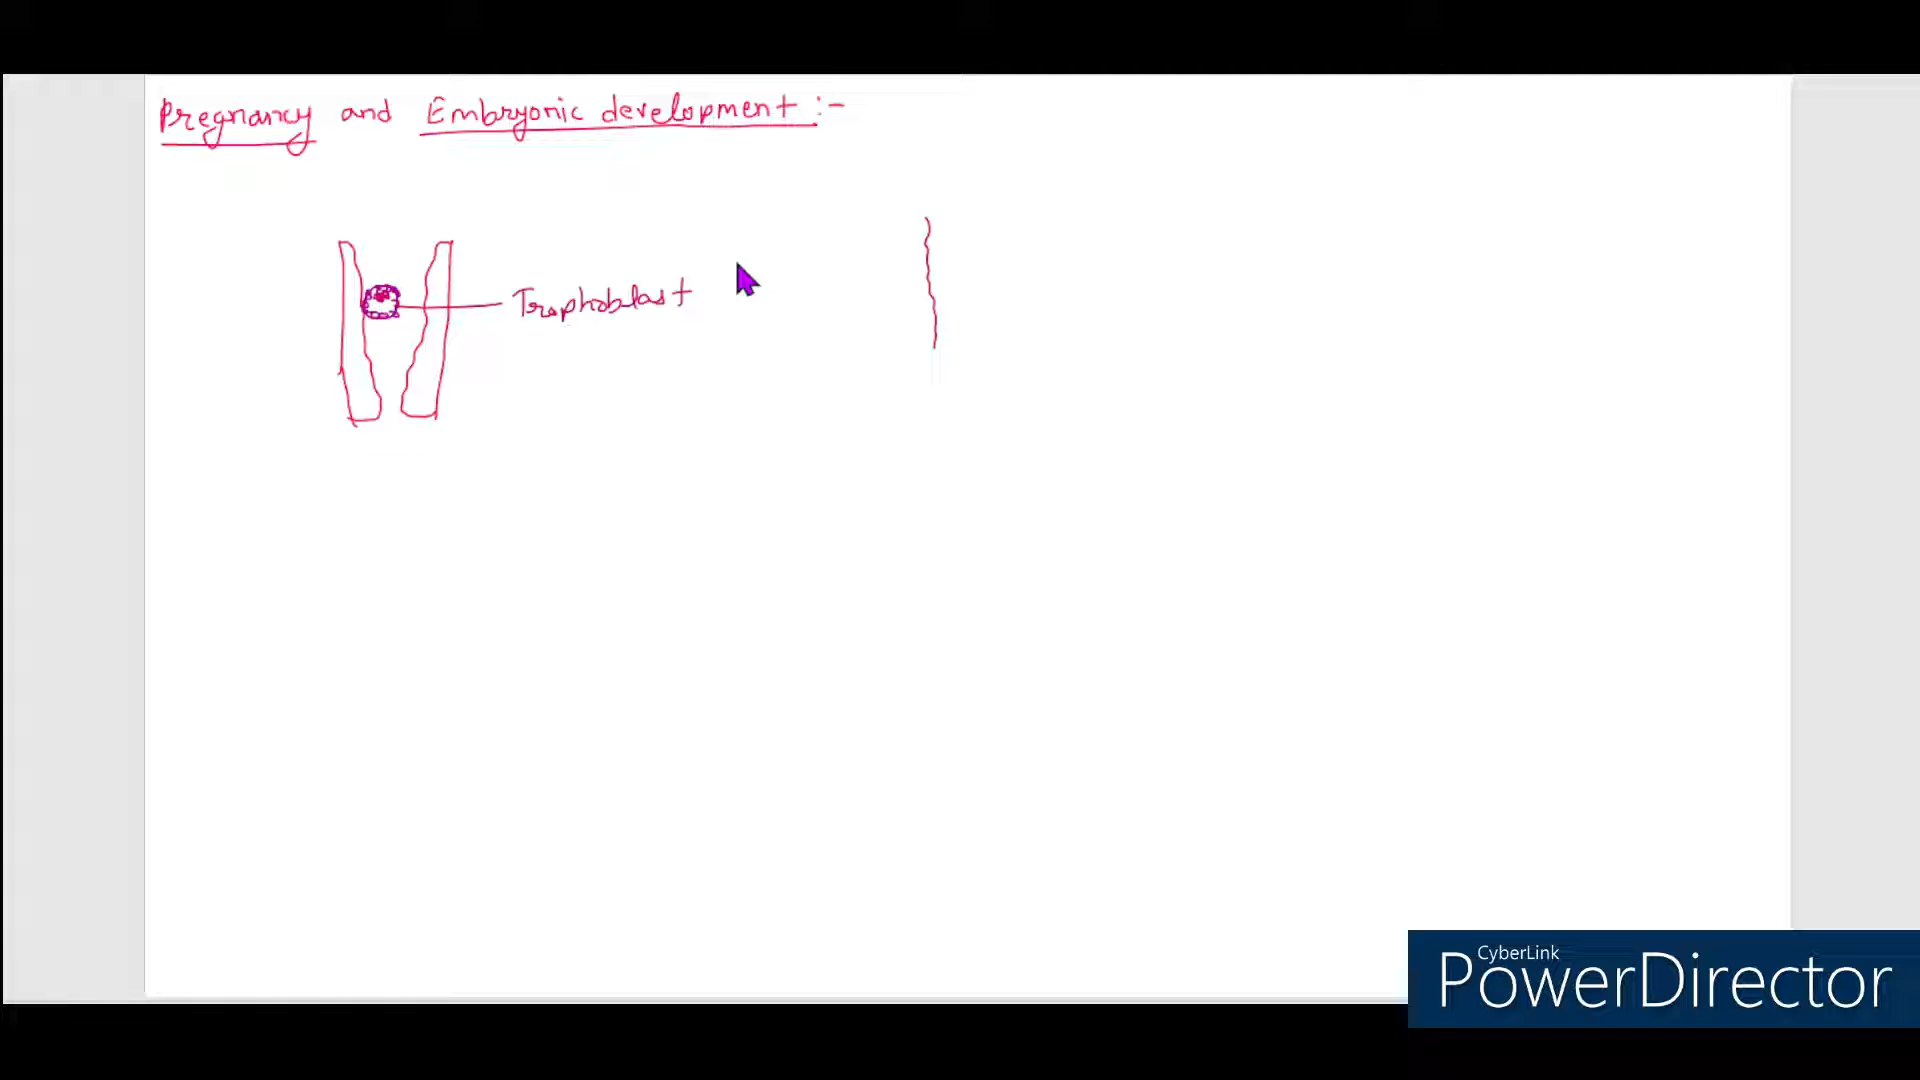 Pregnancy and Embryonic development :-
Trophoblast
CyberLink
PowerDirector